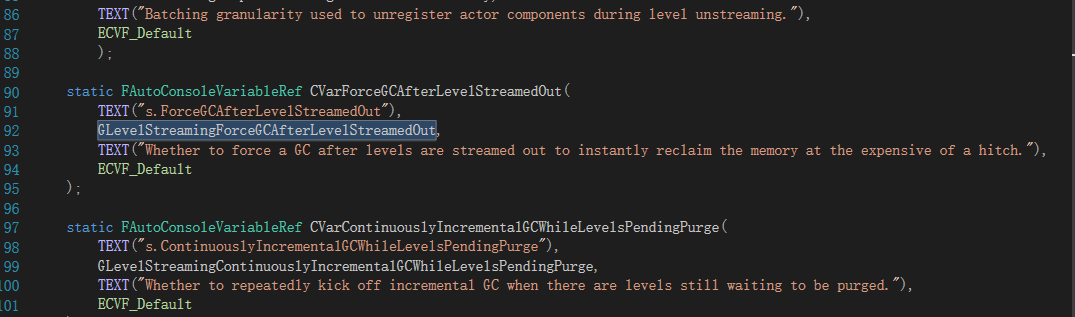 86 TEXT("Batching granularity used to unregister actor components during level unstreaming."),
87 ECVF_Default
88 );
89
90 static FAutoConsoleVariableRef CVarForceGCAfterLevelStreamedOut(
91 TEXT("s.ForceGCAfterLevelStreamedOut"),
92 GLevelStreamingForceGCAfterLevelStreamedOut,
93 TEXT("Whether to force a GC after levels are streamed out to instantly reclaim the memory at the expensive of a hitch."),
94 ECVF_Default
95 );
96
97 static FAutoConsoleVariableRef CVarContinuouslyIncrementalGCWhileLevelsPendingPurge(
98 TEXT("s.ContinuouslyIncrementalGCWhileLevelsPendingPurge"),
99 GLevelStreamingContinuouslyIncrementalGCWhileLevelsPendingPurge,
100 TEXT("Whether to repeatedly kick off incremental GC when there are levels still waiting to be purged."),
101 ECVF_Default